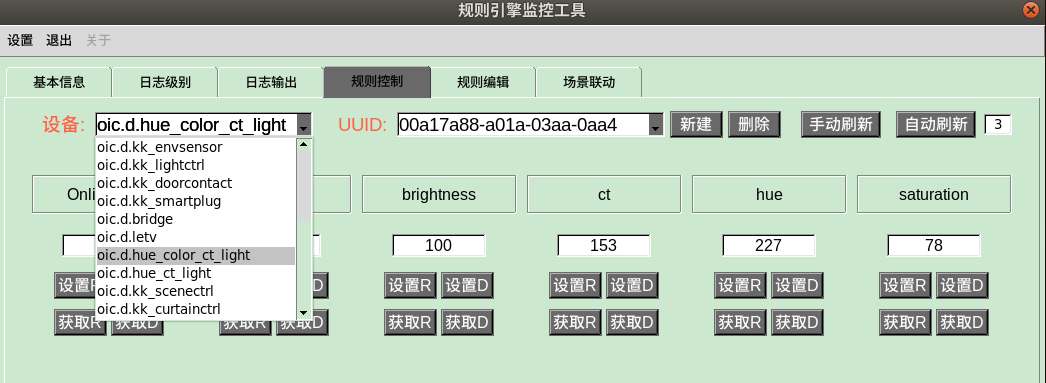 规则引擎监控工具
设置 退出 关于
基本信息 日志级别 日志输出 规则控制 规则编辑 场景联动
设备: oic.d.hue_color_ct_light UUID: 00a17a88-a01a-03aa-0aa4 新建 删除 手动刷新 自动刷新 3
oic.d.kk_envsensor
oic.d.kk_lightctrl
oic.d.kk_doorcontact
oic.d.kk_smartplug
oic.d.bridge
oic.d.letv
oic.d.hue_color_ct_light
oic.d.hue_ct_light
oic.d.kk_scenectrl
oic.d.kk_curtainctrl
brightness ct hue saturation
100 153 227 78
设置R 设置D 设置R 设置D 设置R 设置D 设置R 设置D
获取R 获取D 获取R 获取D 获取R 获取D 获取R 获取D 获取R 获取D 获取R 获取D